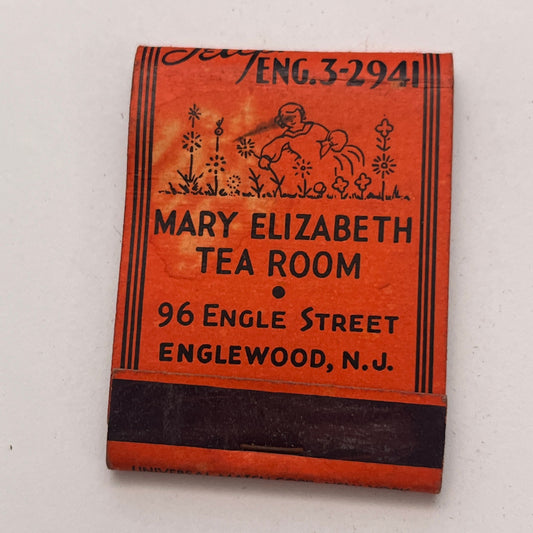 ENG. 3-2941
MARY ELIZABETH
TEA ROOM
•
96 ENGLE STREET
ENGLEWOOD, N.J.